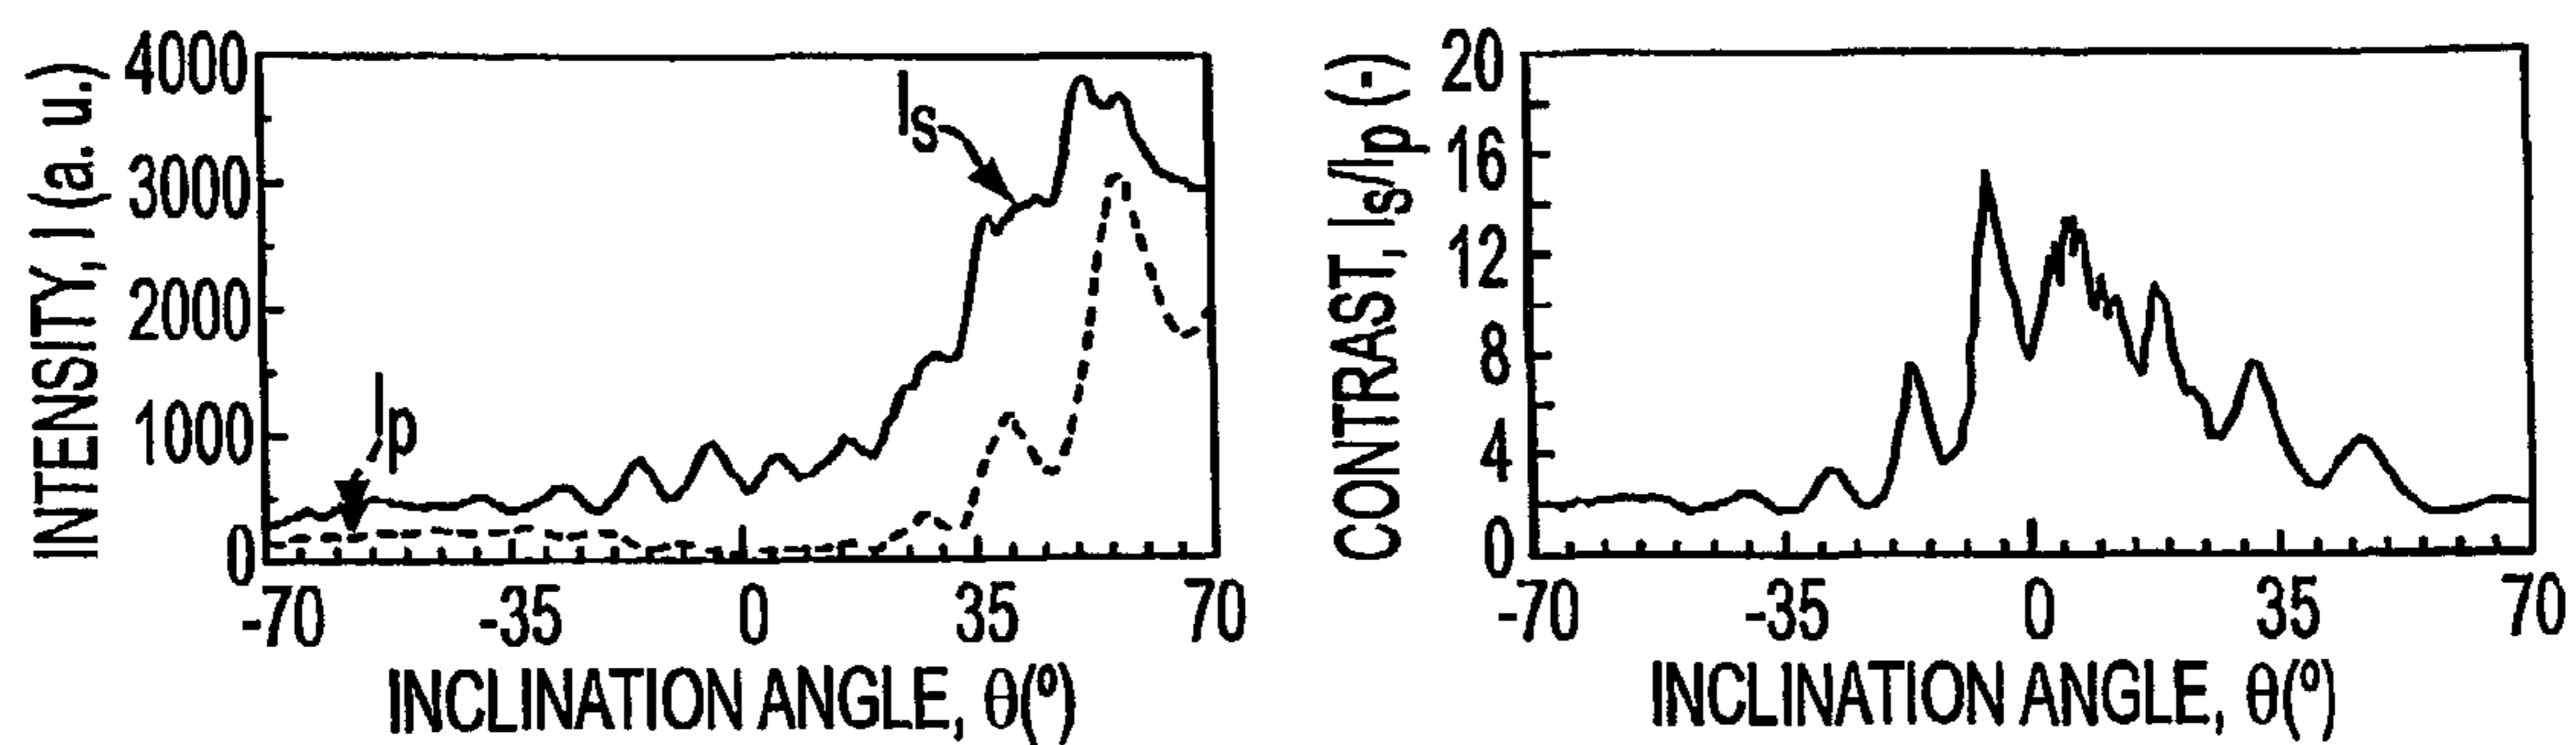 INTENSITY, I (a. u.)
4000
3000
2000
1000
0
Is
Ip
-70 -35 0 35 70
INCLINATION ANGLE, θ(º)
CONTRAST, Is/Ip (-)
20
16
12
8
4
0
-70 -35 0 35 70
INCLINATION ANGLE, θ(º)